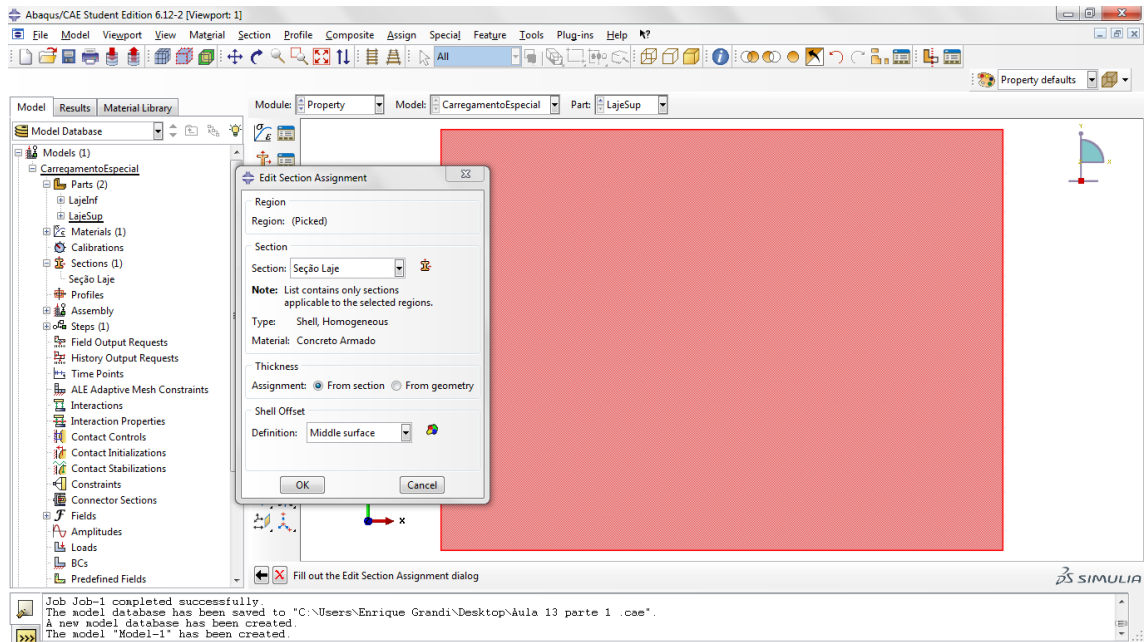 Abaqus/CAE Student Edition 6.12-2 [Viewport: 1]
File Model Viewport View Material Section Profile Composite Assign Special Feature Tools Plug-ins Help
All
Property defaults
Model Results Material Library
Module: Property Model: CarregamentoEspecial Part: LajeSup
Model Database
Models (1)
CarregamentoEspecial
Parts (2)
LajeInf
LajeSup
Materials (1)
Calibrations
Sections (1)
Seção Laje
Profiles
Assembly
Steps (1)
Field Output Requests
History Output Requests
Time Points
ALE Adaptive Mesh Constraints
Interactions
Interaction Properties
Contact Controls
Contact Initializations
Contact Stabilizations
Constraints
Connector Sections
Fields
Amplitudes
Loads
BCs
Predefined Fields
Edit Section Assignment
Region
Region: (Picked)
Section
Section: Seção Laje
Note: List contains only sections
applicable to the selected regions.
Type: Shell, Homogeneous
Material: Concreto Armado
Thickness
Assignment: From section From geometry
Shell Offset
Definition: Middle surface
OK Cancel
X
Y
X
Fill out the Edit Section Assignment dialog
SIMULIA
Job Job-1 completed successfully.
The model database has been saved to "C:\Users\Enrique Grandi\Desktop\Aula 13 parte 1 .cae".
A new model database has been created.
The model "Model-1" has been created.
>>>